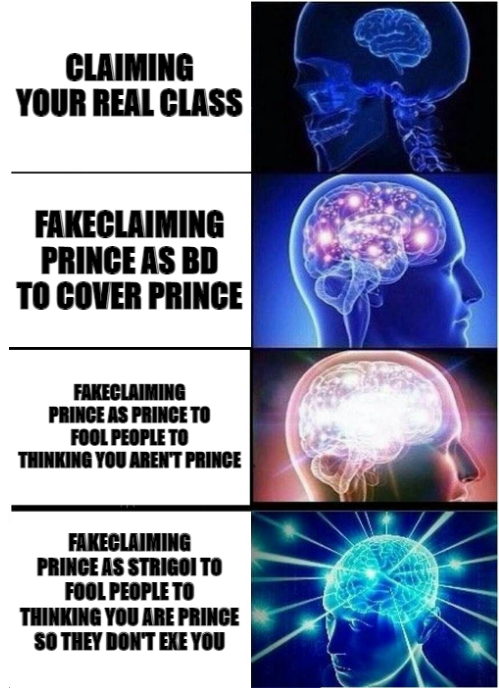 CLAIMING
YOUR REAL CLASS
FAKECLAIMING
PRINCE AS BD
TO COVER PRINCE
FAKECLAIMING
PRINCE AS PRINCE TO
FOOL PEOPLE TO
THINKING YOU AREN'T PRINCE
FAKECLAIMING
PRINCE AS STRIGOI TO
FOOL PEOPLE TO
THINKING YOU ARE PRINCE
SO THEY DON'T EXE YOU